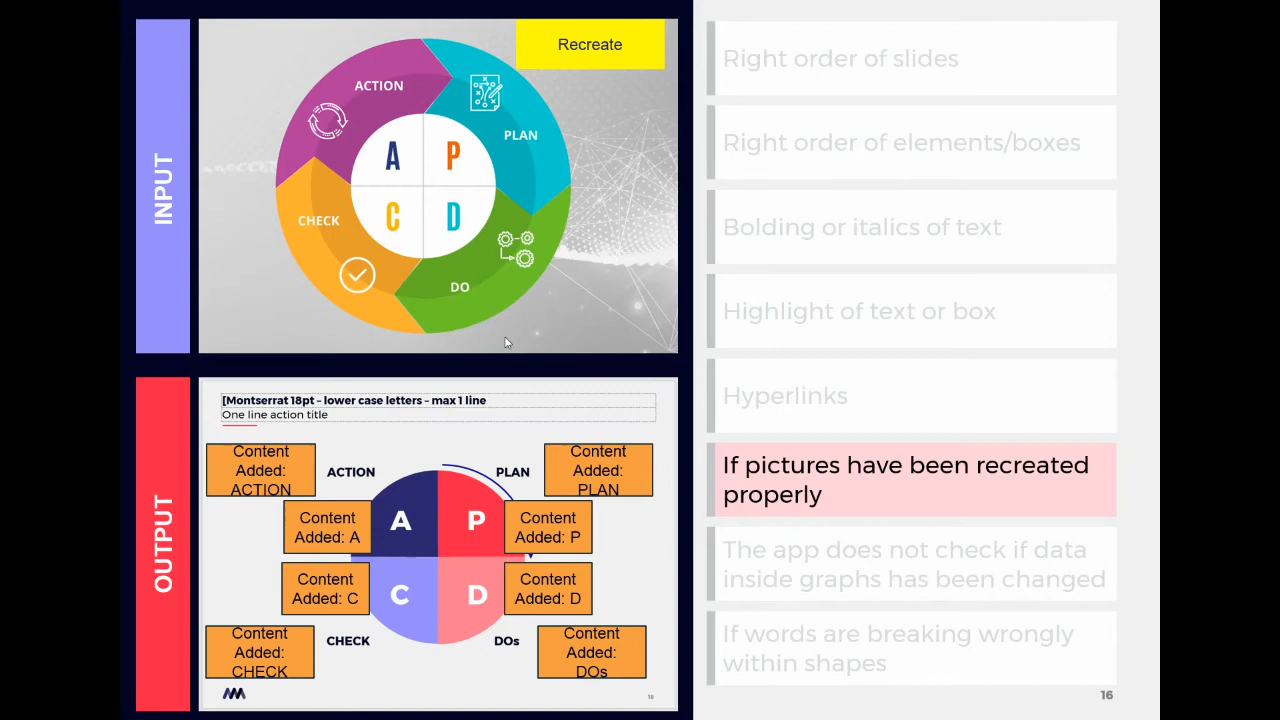 INPUT
Recreate
ACTION
PLAN
A
P
CHECK
C
D
DO
OUTPUT
[Montserrat 18pt – lower case letters – max 1 line
One line action title
Content
Added:
ACTION
ACTION
PLAN
Content
Added:
PLAN
Content
Added: A
A
P
Content
Added: P
Content
Added: C
C
D
Content
Added: D
Content
Added:
CHECK
CHECK
DOs
Content
Added:
DOs
18
Right order of slides
Right order of elements/boxes
Bolding or italics of text
Highlight of text or box
Hyperlinks
If pictures have been recreated
properly
The app does not check if data
inside graphs has been changed
If words are breaking wrongly
within shapes
16